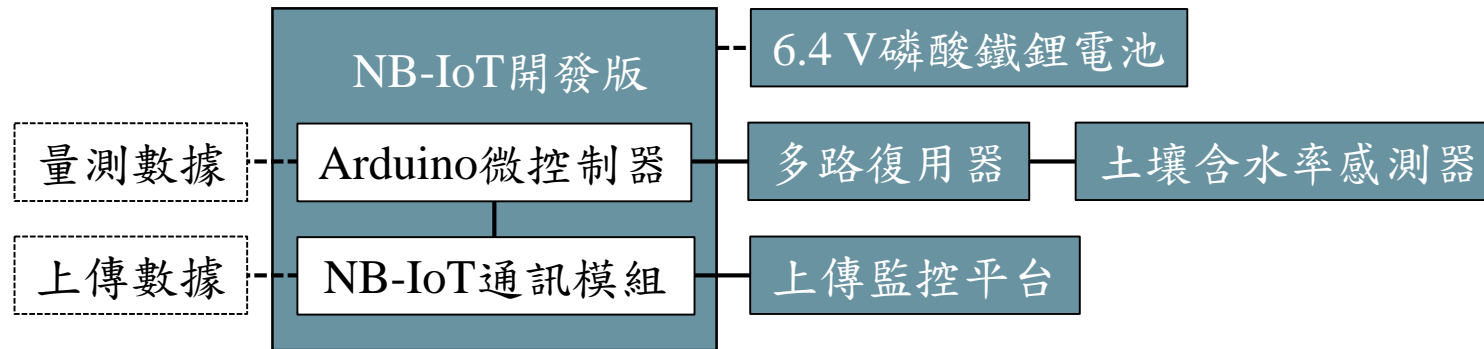 NB-IoT開發版
6.4 V磷酸鐵鋰電池
量測數據
Arduino微控制器
多路復用器
土壤含水率感測器
上傳數據
NB-IoT通訊模組
上傳監控平台